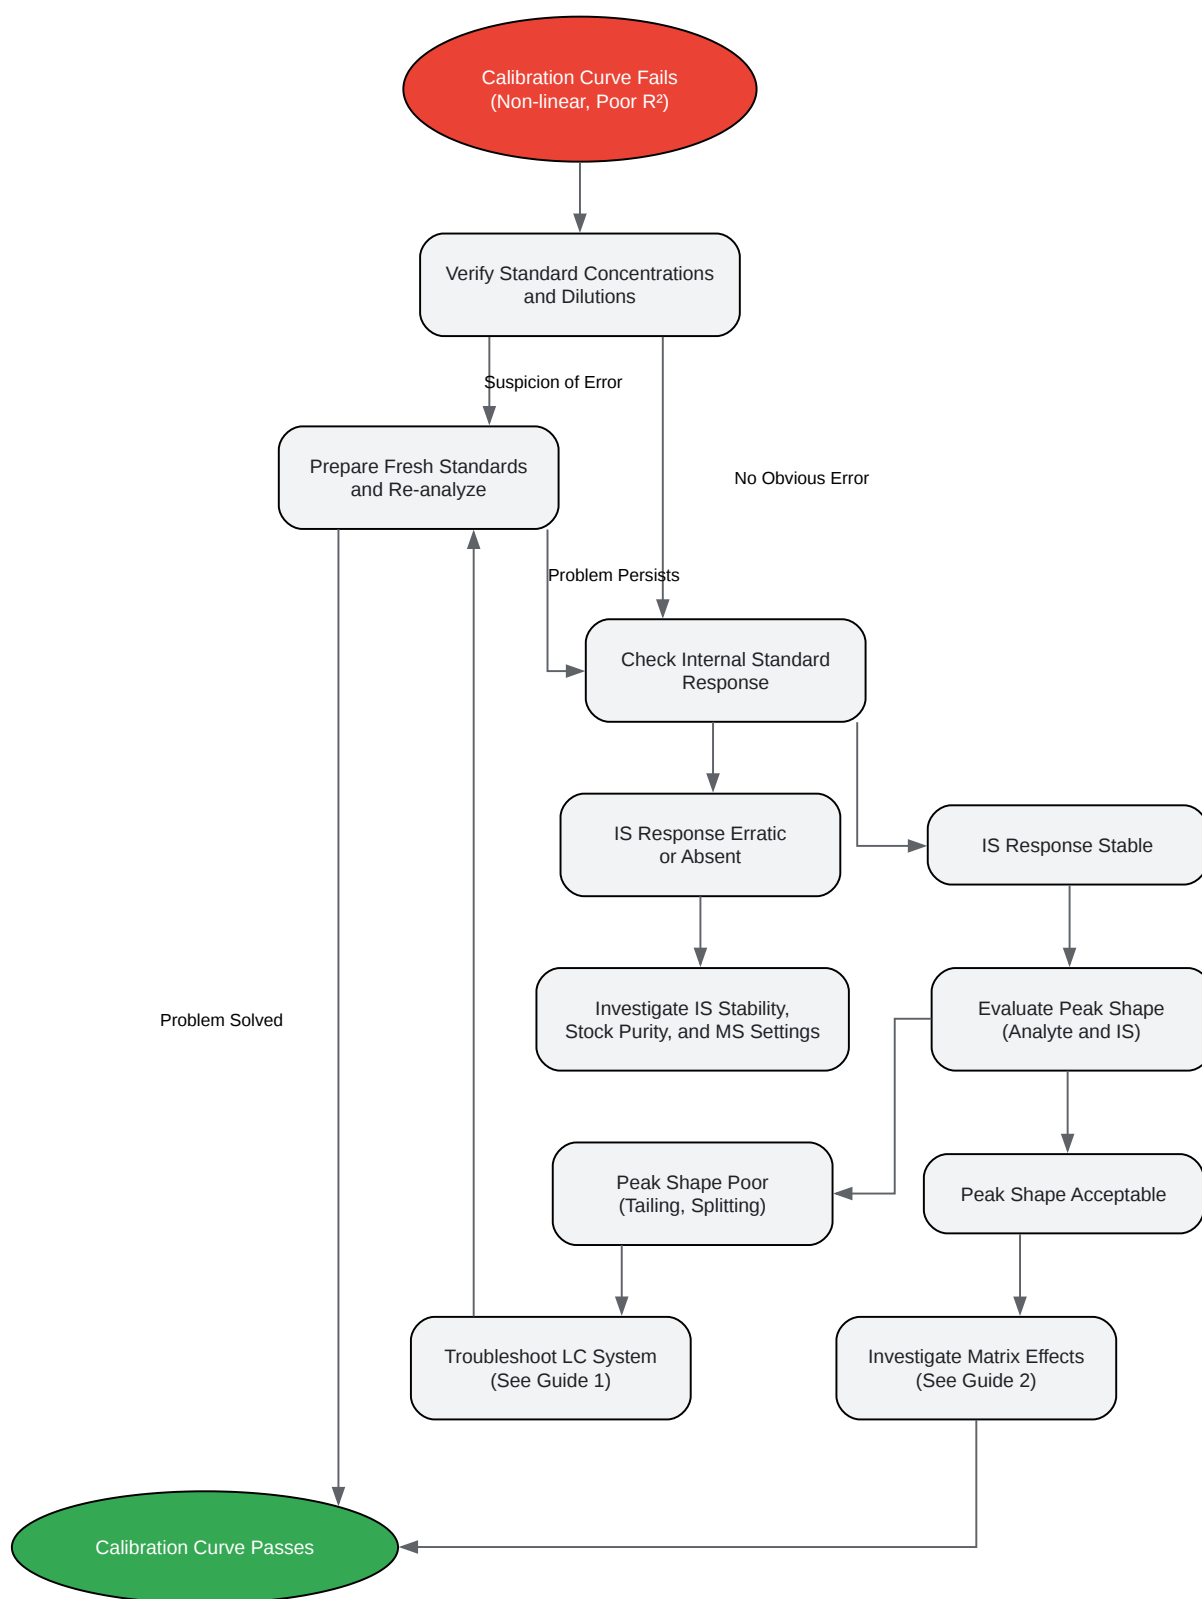 Calibration Curve Fails
(Non-linear, Poor R²)
Verify Standard Concentrations
and Dilutions
Suspicion of Error
Prepare Fresh Standards
and Re-analyze
No Obvious Error
Problem Persists
Check Internal Standard
Response
IS Response Erratic
or Absent
IS Response Stable
Investigate IS Stability,
Stock Purity, and MS Settings
Evaluate Peak Shape
(Analyte and IS)
Problem Solved
Peak Shape Poor
(Tailing, Splitting)
Peak Shape Acceptable
Troubleshoot LC System
(See Guide 1)
Investigate Matrix Effects
(See Guide 2)
Calibration Curve Passes